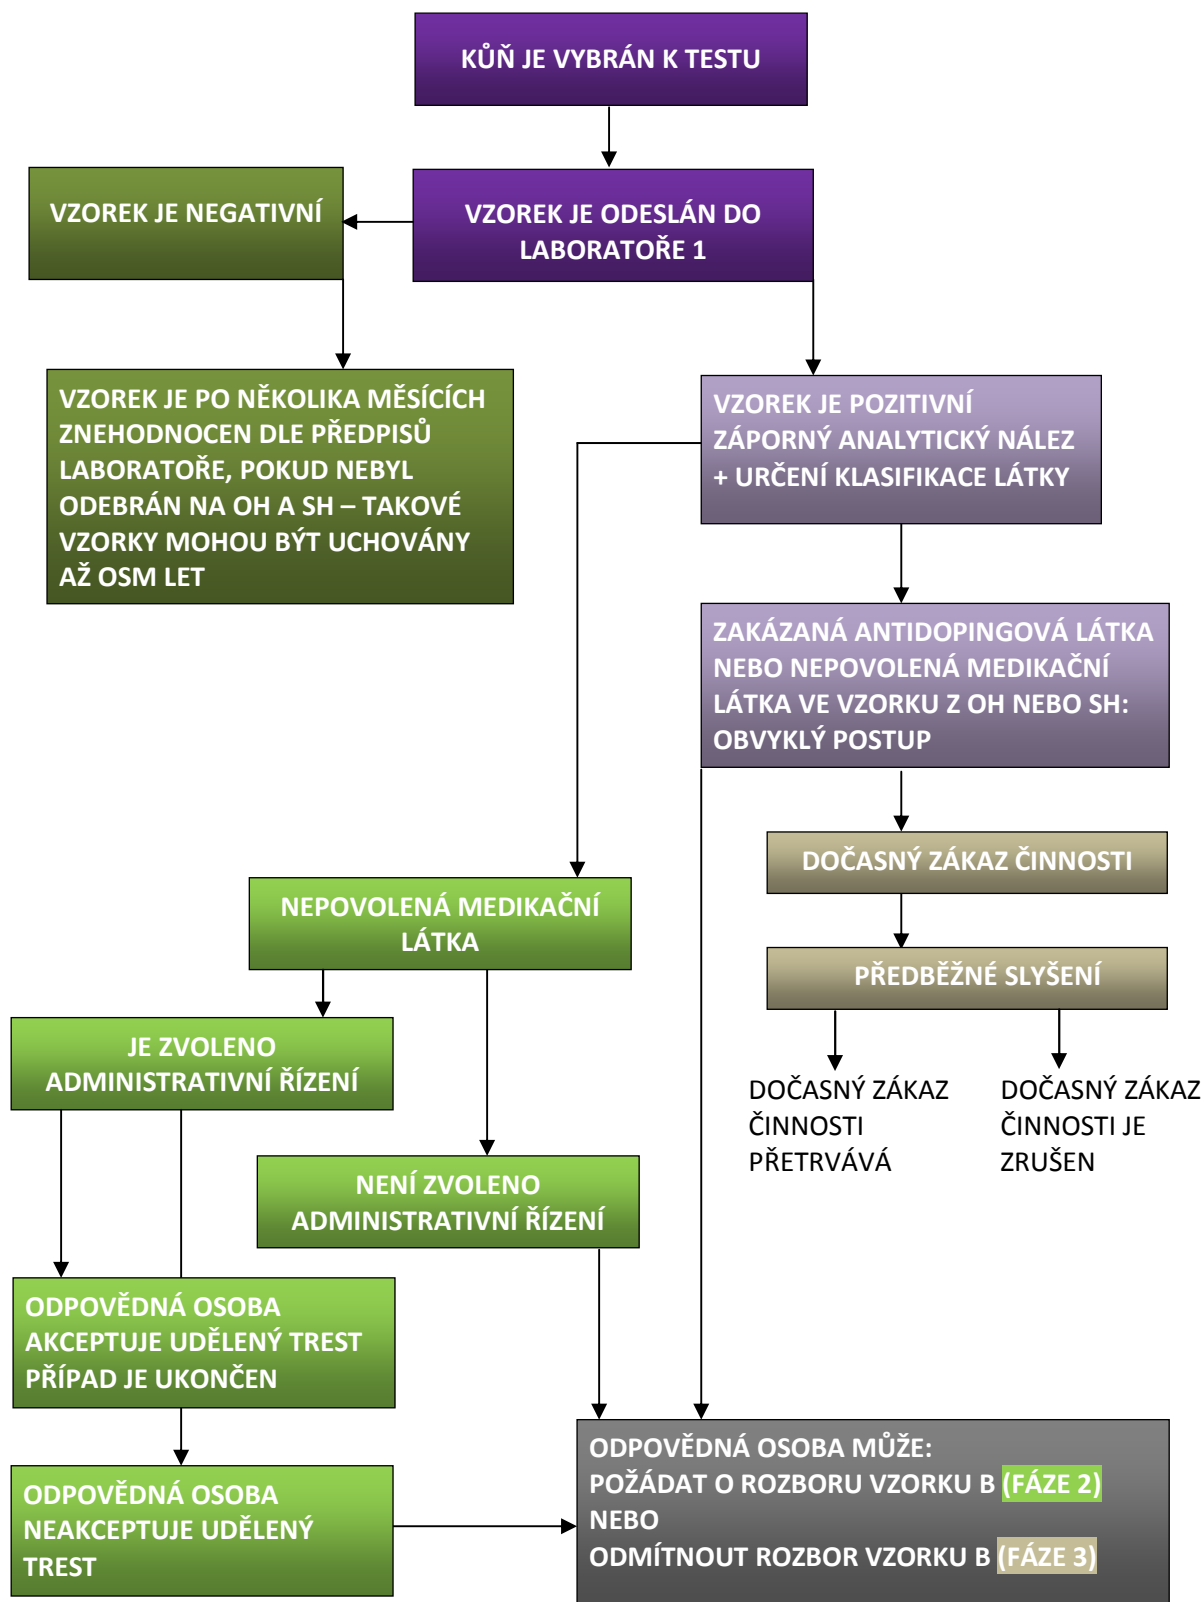 KŮŇ JE VYBRÁN K TESTU
VZOREK JE NEGATIVNÍ
VZOREK JE ODESLÁN DO
LABORATOŘE 1
VZOREK JE PO NĚKOLIKA MĚSÍCÍCH
ZNEHODNOCEN DLE PŘEDPISŮ
LABORATOŘE, POKUD NEBYL
ODEBRÁN NA OH A SH – TAKOVÉ
VZORKY MOHOU BÝT UCHOVÁNY
AŽ OSM LET
VZOREK JE POZITIVNÍ
ZÁPORNÝ ANALYTICKÝ NÁLEZ
+ URČENÍ KLASIFIKACE LÁTKY
ZAKÁZANÁ ANTIDOPINGOVÁ LÁTKA
NEBO NEPOVOLENÁ MEDIKAČNÍ
LÁTKA VE VZORKU Z OH NEBO SH:
OBVYKLÝ POSTUP
DOČASNÝ ZÁKAZ ČINNOSTI
NEPOVOLENÁ MEDIKAČNÍ
LÁTKA
PŘEDBĚŽNÉ SLYŠENÍ
JE ZVOLENO
ADMINISTRATIVNÍ ŘÍZENÍ
DOČASNÝ ZÁKAZ
ČINNOSTI
PŘETRVÁVÁ
DOČASNÝ ZÁKAZ
ČINNOSTI JE
ZRUŠEN
NENÍ ZVOLENO
ADMINISTRATIVNÍ ŘÍZENÍ
ODPOVĚDNÁ OSOBA
AKCEPTUJE UDĚLENÝ TREST
PŘÍPAD JE UKONČEN
ODPOVĚDNÁ OSOBA
NEAKCEPTUJE UDĚLENÝ
TREST
ODPOVĚDNÁ OSOBA MŮŽE:
POŽÁDAT O ROZBORU VZORKU B (FÁZE 2)
NEBO
ODMÍTNOUT ROZBOR VZORKU B (FÁZE 3)